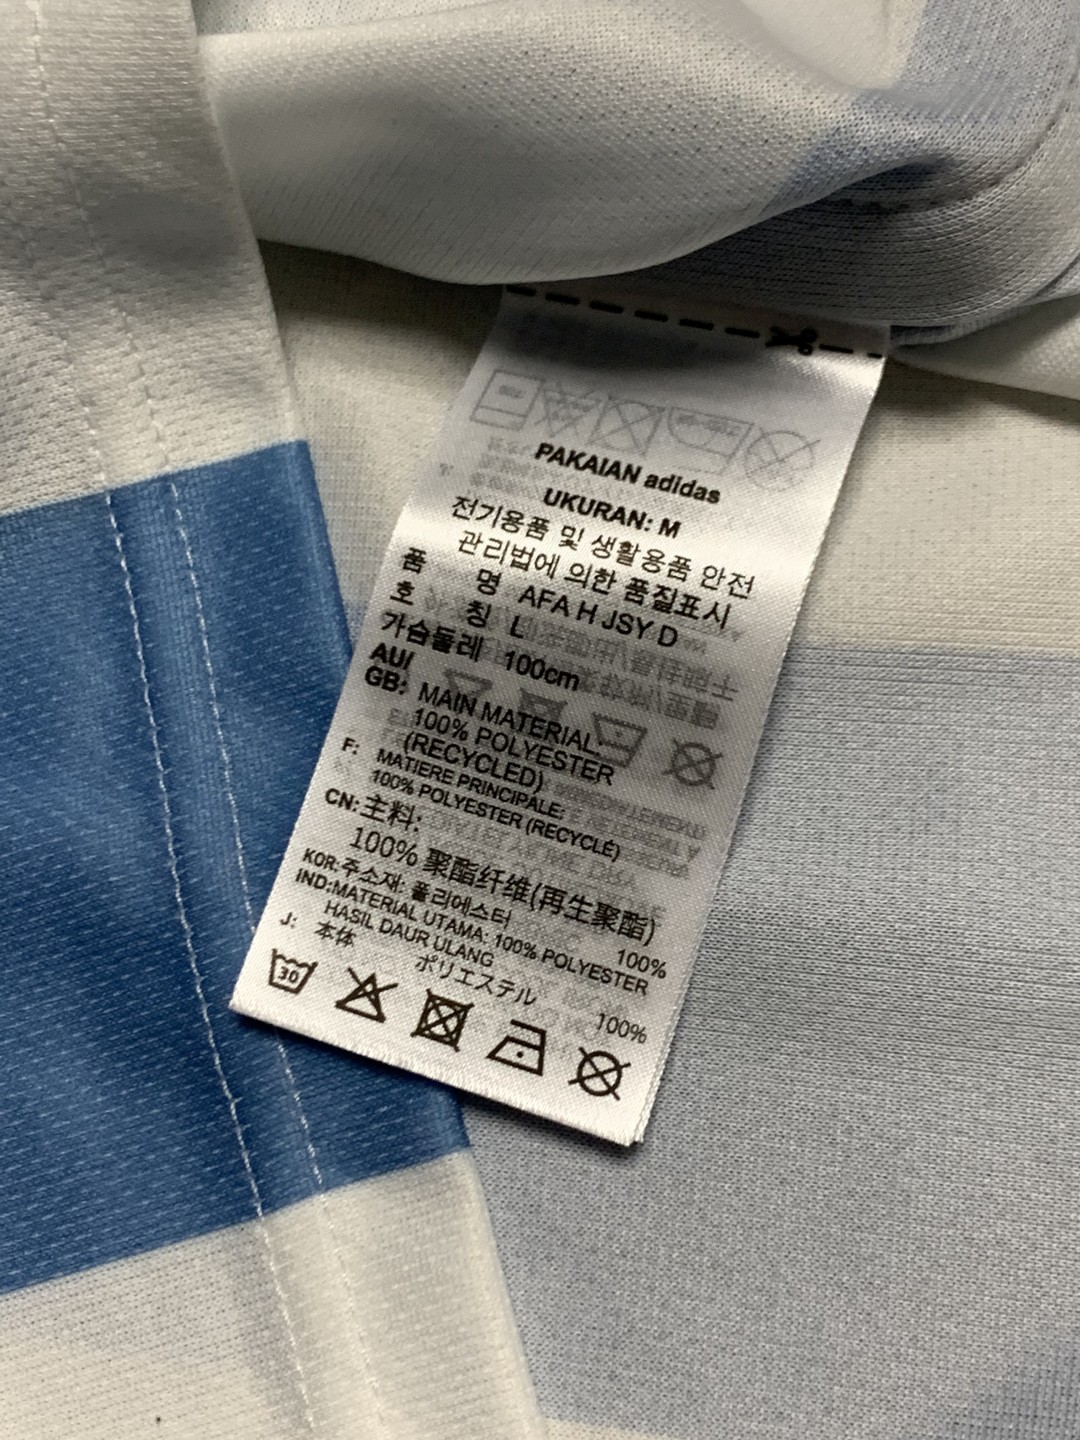 PAKAIAN adidas
UKURAN: M
전기용품 및 생활용품 안전
관리법에 의한 품질표시
품 명 AFA H JSY D
호 칭 L
가슴둘레 100cm
AU/
GB: MAIN MATERIAL:
100% POLYESTER
(RECYCLED)
F: MATIERE PRINCIPALE:
100% POLYESTER (RECYCLÉ)
CN: 主料:
100% 聚酯纤维(再生聚酯)
KOR: 주소재: 폴리에스터 100%
IND: MATERIAL UTAMA: 100% POLYESTER
HASIL DAUR ULANG
J: 本体
ポリエステル 100%
30